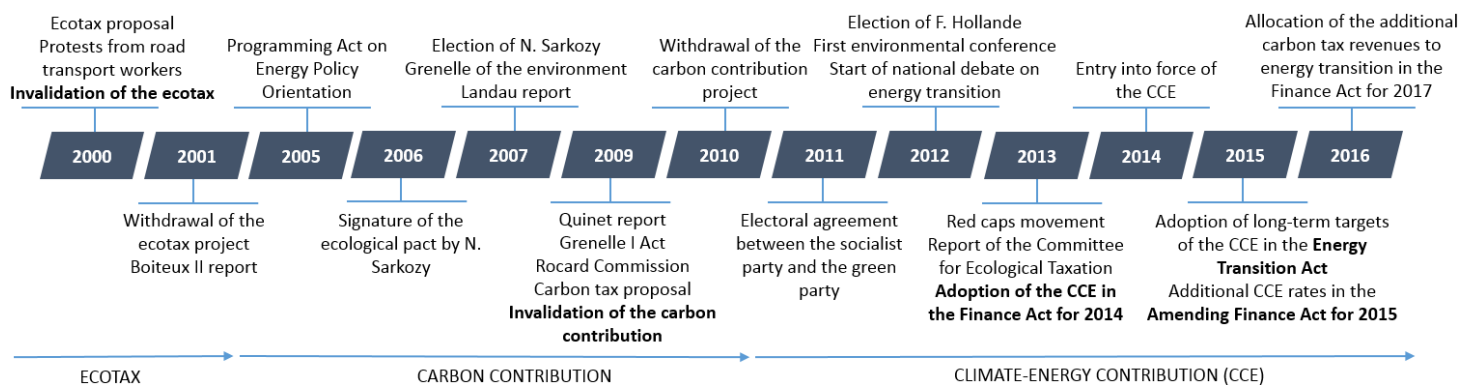 Ecotax proposal
Protests from road
transport workers
Invalidation of the ecotax
Programming Act on
Energy Policy
Orientation
Election of N. Sarkozy
Grenelle of the environment
Landau report
Withdrawal of the
carbon contribution
project
Election of F. Hollande
First environmental conference
Start of national debate on
energy transition
Entry into force of
the CCE
Allocation of the additional
carbon tax revenues to
energy transition in the
Finance Act for 2017
2000
2001
2005
2006
2007
2009
2010
2011
2012
2013
2014
2015
2016
Withdrawal of the
ecotax project
Boiteux II report
Signature of the
ecological pact by N.
Sarkozy
Quinet report
Grenelle I Act
Rocard Commission
Carbon tax proposal
Invalidation of the carbon
contribution
Electoral agreement
between the socialist
party and the green
party
Red caps movement
Report of the Committee
for Ecological Taxation
Adoption of the CCE in
the Finance Act for 2014
Adoption of long-term targets
of the CCE in the Energy
Transition Act
Additional CCE rates in the
Amending Finance Act for 2015
ECOTAX
CARBON CONTRIBUTION
CLIMATE-ENERGY CONTRIBUTION (CCE)